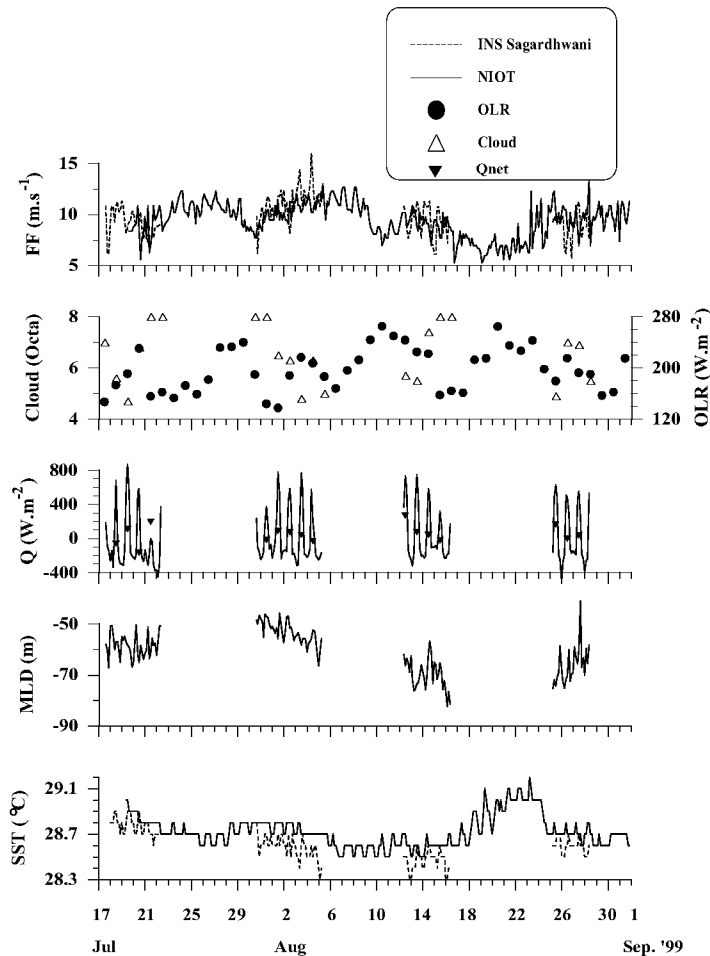 INS Sagardhwani
NIOT
OLR
Cloud
Qnet
15
10
5
FF (m.s-1)
8
6
4
Cloud (Octa)
280
200
120
OLR (W.m-2)
800
400
0
-400
Q (W.m-2)
-50
-70
-90
MLD (m)
29.1
28.7
28.3
SST (°C)
17 21 25 29 2 6 10 14 18 22 26 30 1
Jul Aug Sep. '99